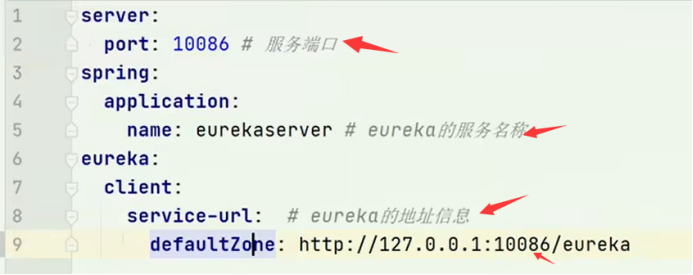 1 server:
2 port: 10086 # 服务端口
3 spring:
4 application:
5 name: eurekaserver # eureka的服务名称
6 eureka:
7 client:
8 service-url: # eureka的地址信息
9 defaultZone: http://127.0.0.1:10086/eureka